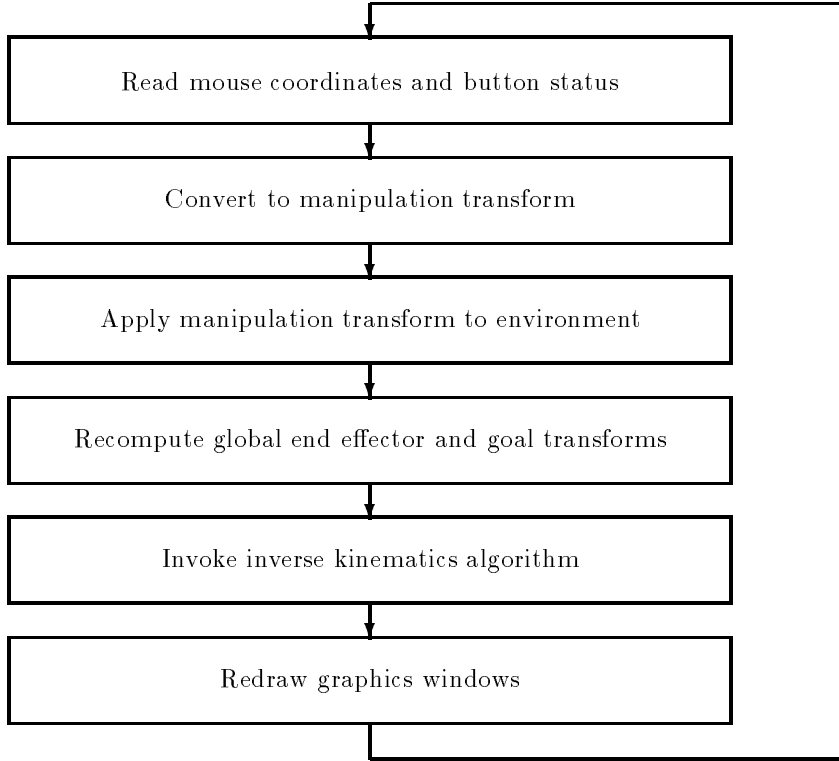 Read mouse coordinates and button status
Convert to manipulation transform
Apply manipulation transform to environment
Recompute global end effector and goal transforms
Invoke inverse kinematics algorithm
Redraw graphics windows